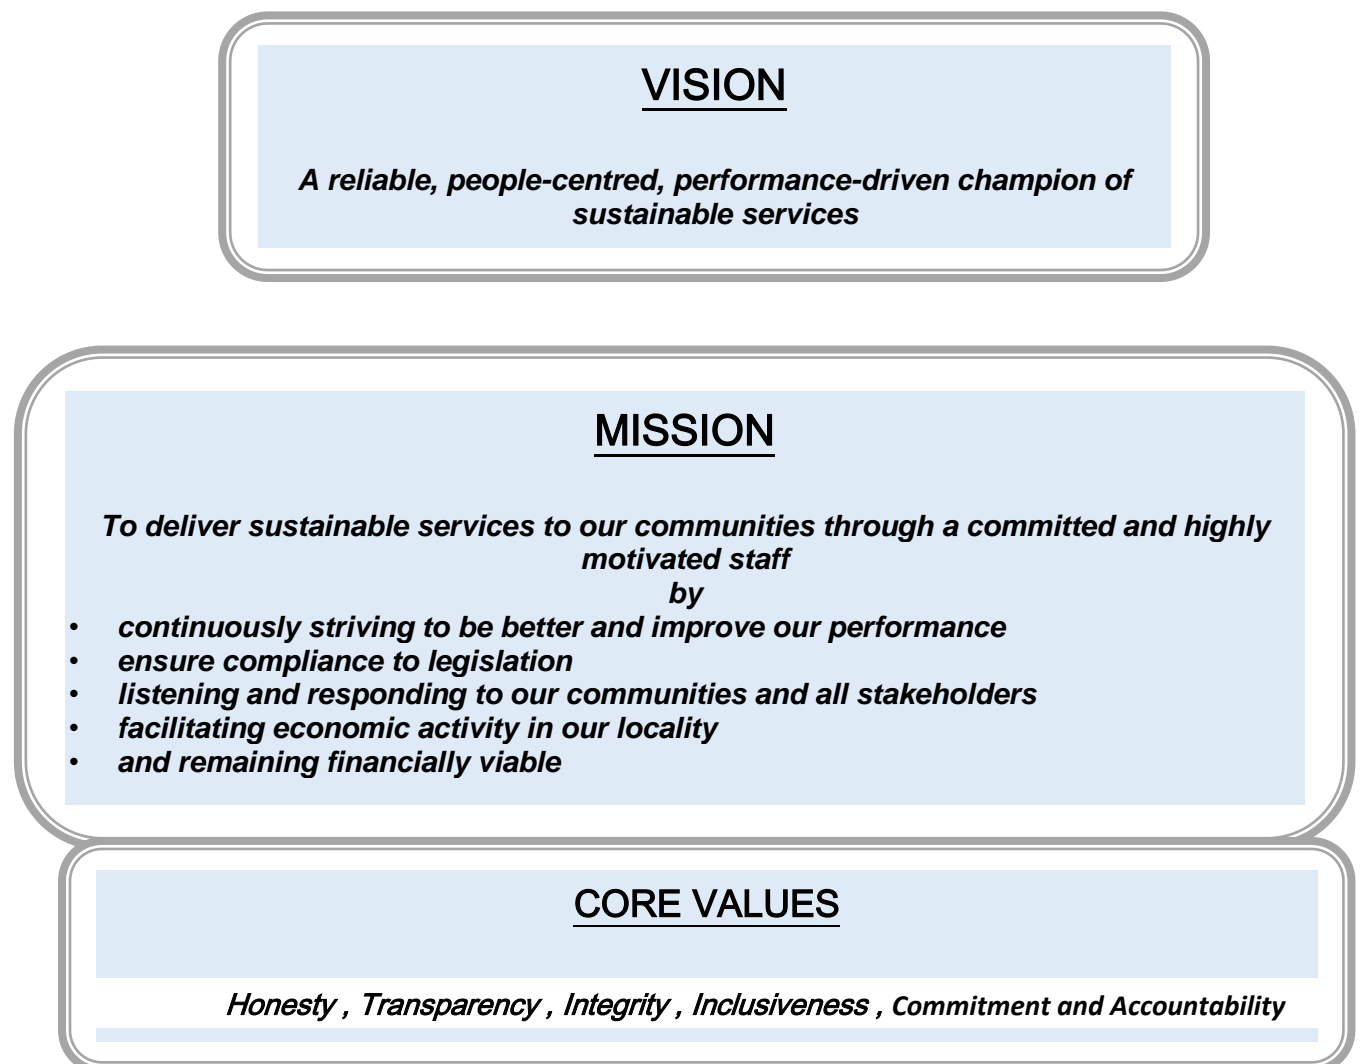 VISION
A reliable, people-centred, performance-driven champion of
sustainable services
MISSION
To deliver sustainable services to our communities through a committed and highly
motivated staff
by
• continuously striving to be better and improve our performance
• ensure compliance to legislation
• listening and responding to our communities and all stakeholders
• facilitating economic activity in our locality
• and remaining financially viable
CORE VALUES
Honesty , Transparency , Integrity , Inclusiveness , Commitment and Accountability